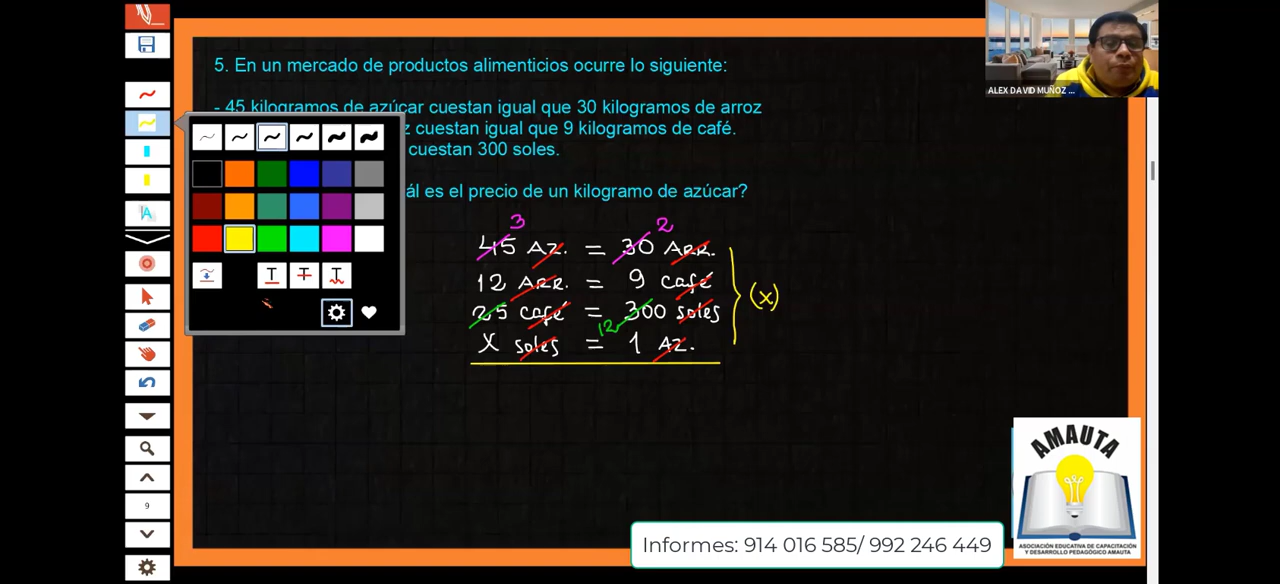 ALEX DAVID MUÑOZ ...
5. En un mercado de productos alimenticios ocurre lo siguiente:
- 45 kilogramos de azúcar cuestan igual que 30 kilogramos de arroz
z cuestan igual que 9 kilogramos de café.
cuestan 300 soles.
ál es el precio de un kilogramo de azúcar?
3 2
45 AZ. = 30 ARR.
12 ARR. = 9 café
(x)
25 café = 300 soles
12
X soles = 1 AZ.
A
T T T
9
AMAUTA
ASOCIACIÓN EDUCATIVA DE CAPACITACIÓN
Y DESARROLLO PEDAGÓGICO AMAUTA
Informes: 914 016 585/ 992 246 449